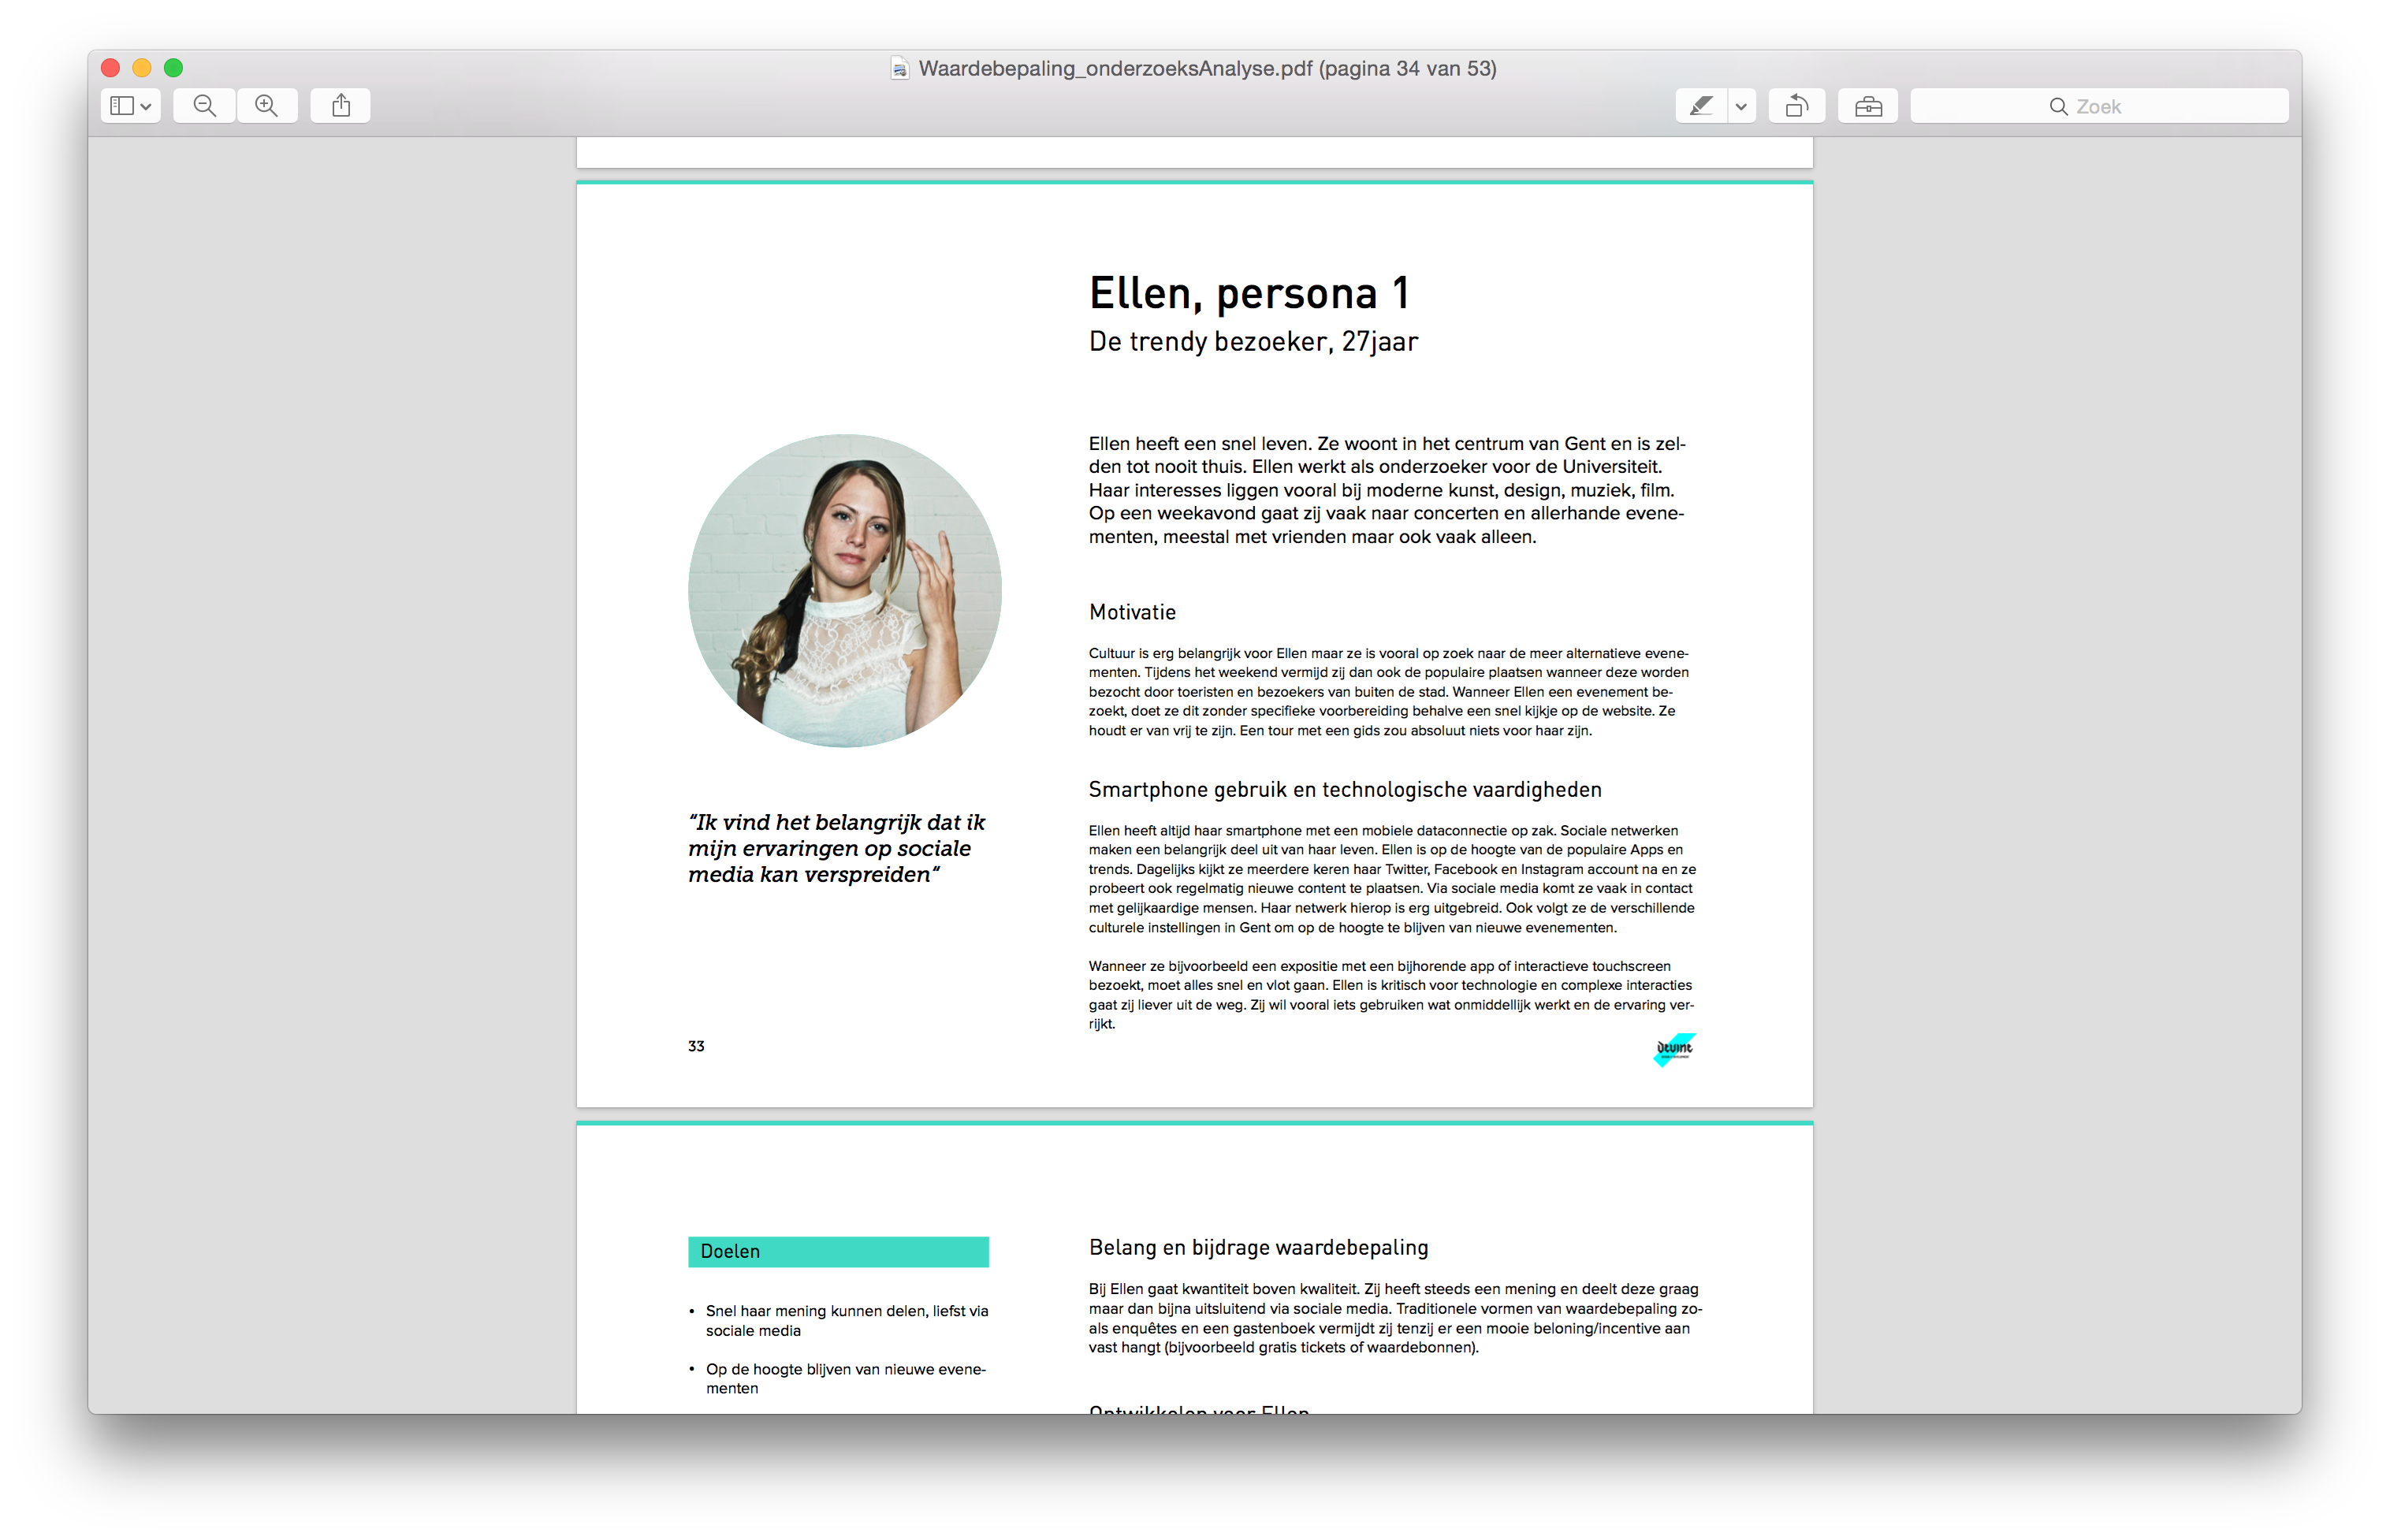 Waardebepaling_onderzoeksAnalyse.pdf (pagina 34 van 53)
Zoek
Ellen, persona 1
De trendy bezoeker, 27jaar
Ellen heeft een snel leven. Ze woont in het centrum van Gent en is zel-
den tot nooit thuis. Ellen werkt als onderzoeker voor de Universiteit.
Haar interesses liggen vooral bij moderne kunst, design, muziek, film.
Op een weekavond gaat zij vaak naar concerten en allerhande evene-
menten, meestal met vrienden maar ook vaak alleen.
Motivatie
Cultuur is erg belangrijk voor Ellen maar ze is vooral op zoek naar de meer alternatieve evene-
menten. Tijdens het weekend vermijd zij dan ook de populaire plaatsen wanneer deze worden
bezocht door toeristen en bezoekers van buiten de stad. Wanneer Ellen een evenement be-
zoekt, doet ze dit zonder specifieke voorbereiding behalve een snel kijkje op de website. Ze
houdt er van vrij te zijn. Een tour met een gids zou absoluut niets voor haar zijn.
"Ik vind het belangrijk dat ik
mijn ervaringen op sociale
media kan verspreiden"
Smartphone gebruik en technologische vaardigheden
Ellen heeft altijd haar smartphone met een mobiele dataconnectie op zak. Sociale netwerken
maken een belangrijk deel uit van haar leven. Ellen is op de hoogte van de populaire Apps en
trends. Dagelijks kijkt ze meerdere keren haar Twitter, Facebook en Instagram account na en ze
probeert ook regelmatig nieuwe content te plaatsen. Via sociale media komt ze vaak in contact
met gelijkaardige mensen. Haar netwerk hierop is erg uitgebreid. Ook volgt ze de verschillende
culturele instellingen in Gent om op de hoogte te blijven van nieuwe evenementen.
Wanneer ze bijvoorbeeld een expositie met een bijhorende app of interactieve touchscreen
bezoekt, moet alles snel en vlot gaan. Ellen is kritisch voor technologie en complexe interacties
gaat zij liever uit de weg. Zij wil vooral iets gebruiken wat onmiddellijk werkt en de ervaring ver-
rijkt.
33
Devine
Doelen
• Snel haar mening kunnen delen, liefst via
sociale media
• Op de hoogte blijven van nieuwe evene-
menten
Belang en bijdrage waardebepaling
Bij Ellen gaat kwantiteit boven kwaliteit. Zij heeft steeds een mening en deelt deze graag
maar dan bijna uitsluitend via sociale media. Traditionele vormen van waardebepaling zo-
als enquêtes en een gastenboek vermijdt zij tenzij er een mooie beloning/incentive aan
vast hangt (bijvoorbeeld gratis tickets of waardebonnen).
Ontwikkelen voor Ellen